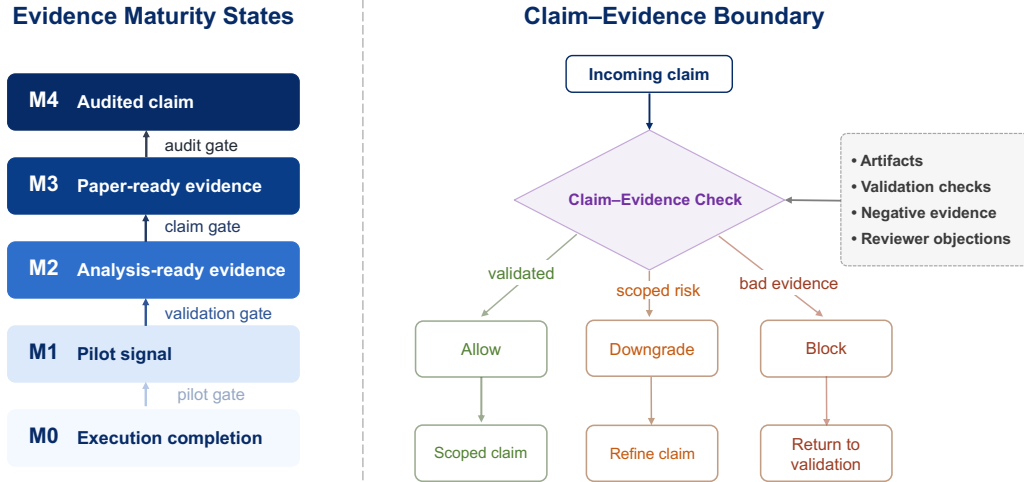 Evidence Maturity States
M4 Audited claim
audit gate
M3 Paper-ready evidence
claim gate
M2 Analysis-ready evidence
validation gate
M1 Pilot signal
pilot gate
M0 Execution completion
Claim–Evidence Boundary
Incoming claim
Claim–Evidence Check
• Artifacts
• Validation checks
• Negative evidence
• Reviewer objections
validated
scoped risk
bad evidence
Allow
Downgrade
Block
Scoped claim
Refine claim
Return to
validation